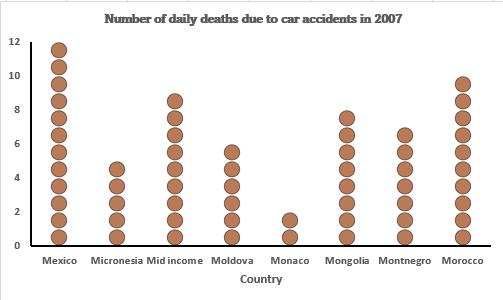 Number of daily deaths due to car accidents in 2007
12
10
8
6
4
2
0
Mexico Micronesia Mid income Moldova Monaco Mongolia Montnegro Morocco
Country